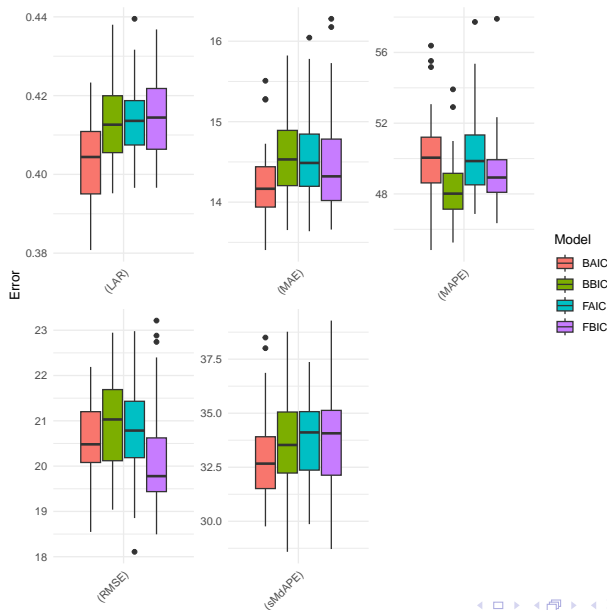 Error
0.44
0.42
0.40
0.38
(LAR)
16
15
14
(MAE)
56
52
48
(MAPE)
23
22
21
20
19
18
(RMSE)
37.5
35.0
32.5
30.0
(sMdAPE)
Model
BAIC
BBIC
FAIC
FBIC